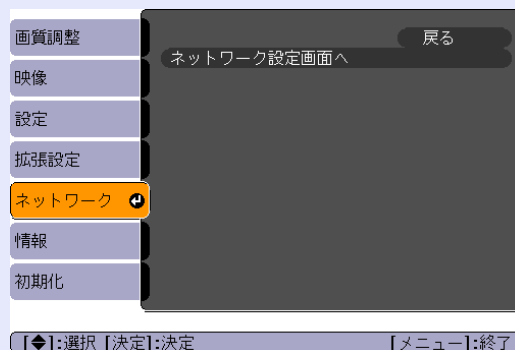 画質調整
映像
設定
拡張設定
ネットワーク
情報
初期化
戻る
ネットワーク設定画面へ
[◆]:選択 [決定]:決定
[メニュー]:終了